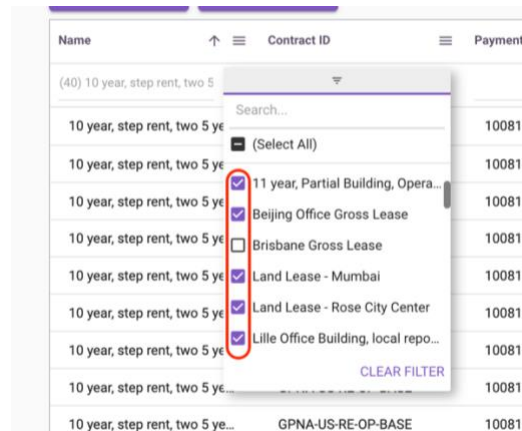 Name Contract ID Payment
(40) 10 year, step rent, two 5
Search...
10 year, step rent, two 5 ye 10081
(Select All)
10 year, step rent, two 5 ye 10081
11 year, Partial Building, Opera...
10 year, step rent, two 5 ye 10081
Beijing Office Gross Lease
10 year, step rent, two 5 ye 10081
Brisbane Gross Lease
10 year, step rent, two 5 ye 10081
Land Lease - Mumbai
10 year, step rent, two 5 ye 10081
Land Lease - Rose City Center
10 year, step rent, two 5 ye 10081
Lille Office Building, local repo...
CLEAR FILTER
10 year, step rent, two 5 ye... 10081
10 year, step rent, two 5 ye... GPNA-US-RE-OP-BASE 10081